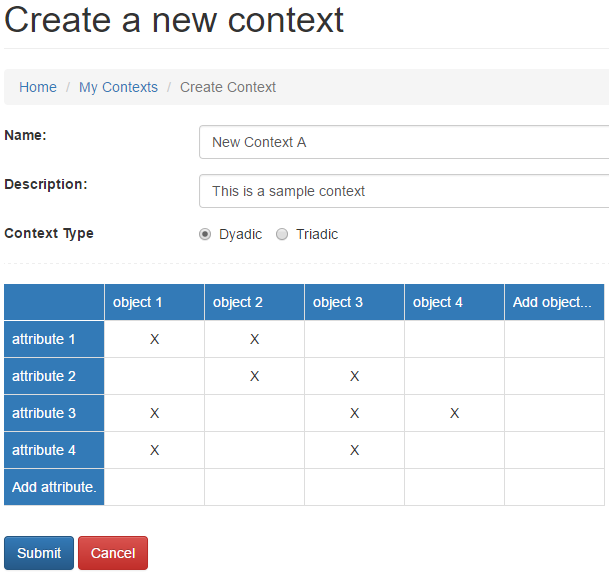 Create a new context
Home / My Contexts / Create Context
Name: New Context A
Description: This is a sample context
Context Type Dyadic Triadic
object 1 object 2 object 3 object 4 Add object...
attribute 1 X X
attribute 2 X X
attribute 3 X X X
attribute 4 X X
Add attribute.
Submit Cancel